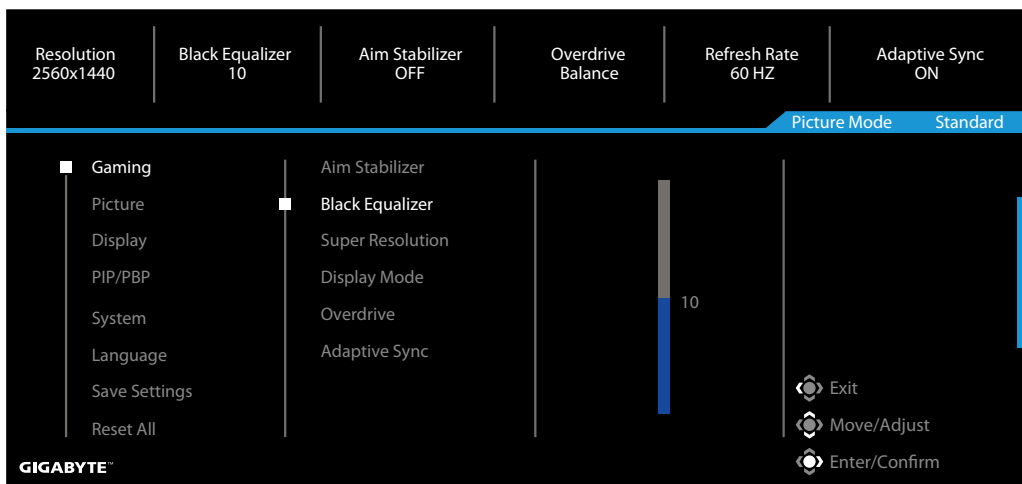 Resolution
2560x1440
Black Equalizer
10
Aim Stabilizer
OFF
Overdrive
Balance
Refresh Rate
60 HZ
Adaptive Sync
ON
Picture Mode Standard
Gaming
Picture
Display
PIP/PBP
System
Language
Save Settings
Reset All
Aim Stabilizer
Black Equalizer
Super Resolution
Display Mode
Overdrive
Adaptive Sync
10
Exit
Move/Adjust
Enter/Confirm
GIGABYTE™